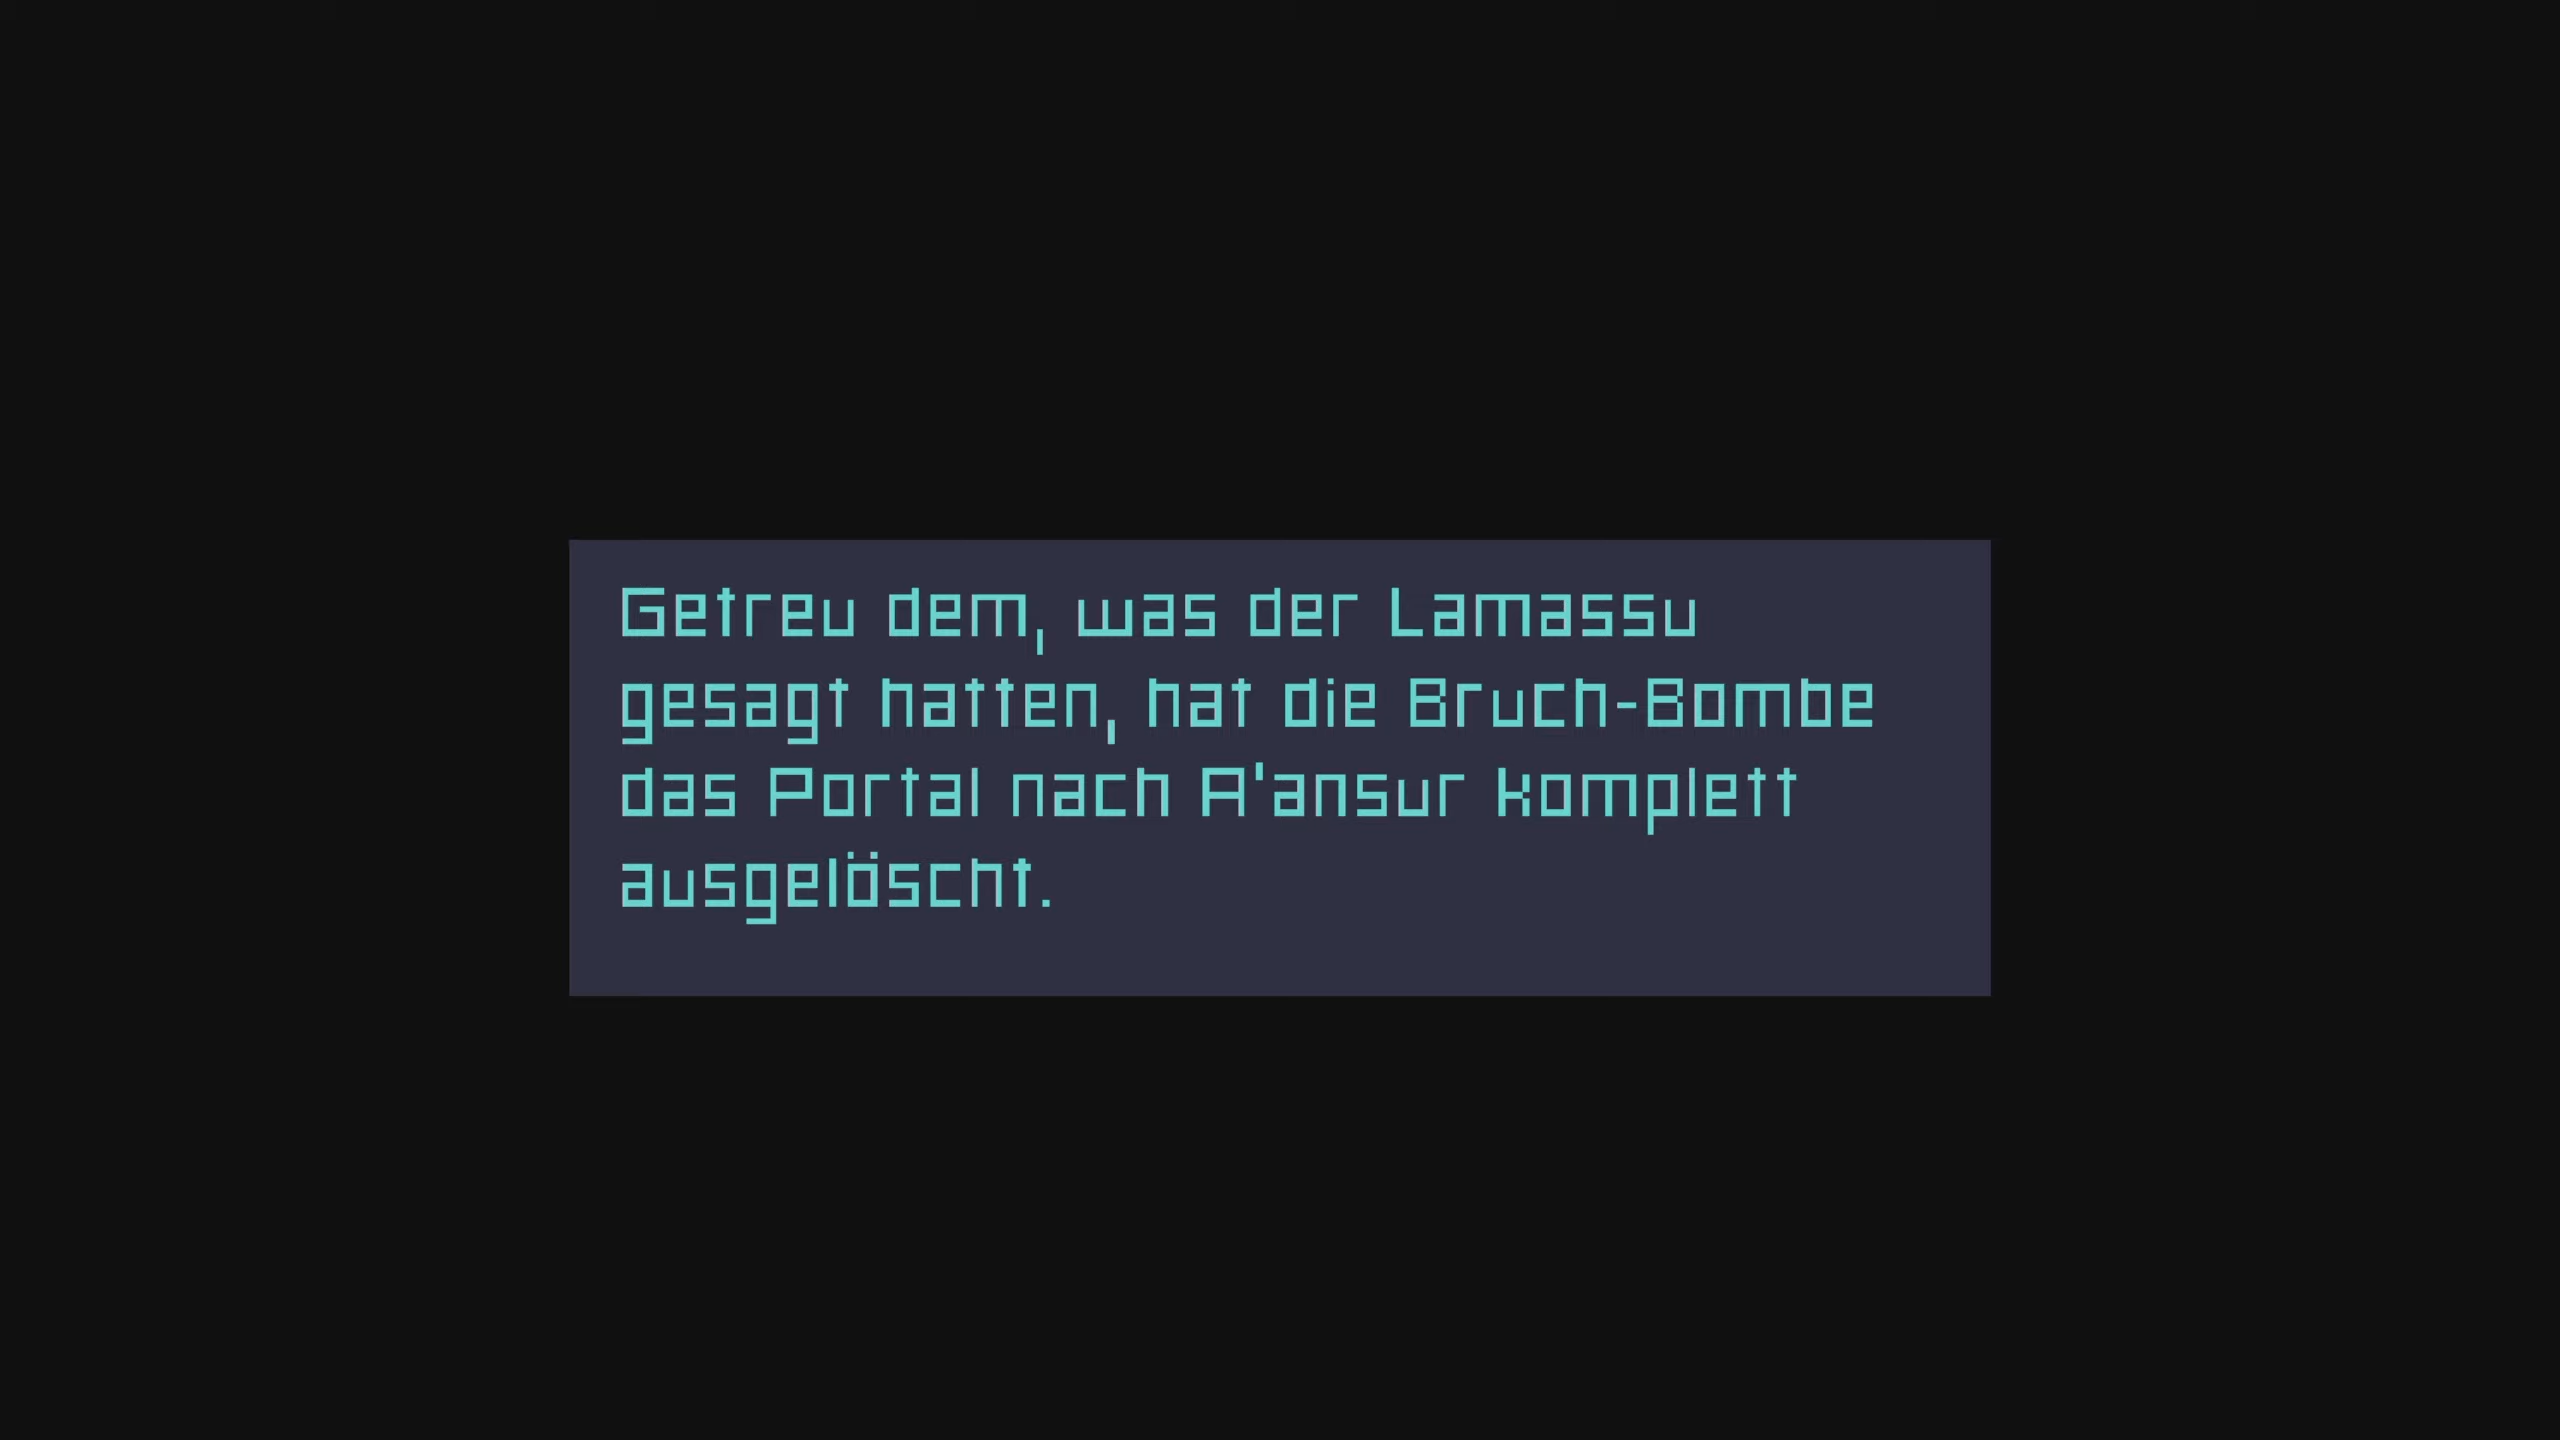 Getreu dem, was der Lamassu
gesagt hatten, hat die Bruch-Bombe
das Portal nach A'ansur komplett
ausgelöscht.